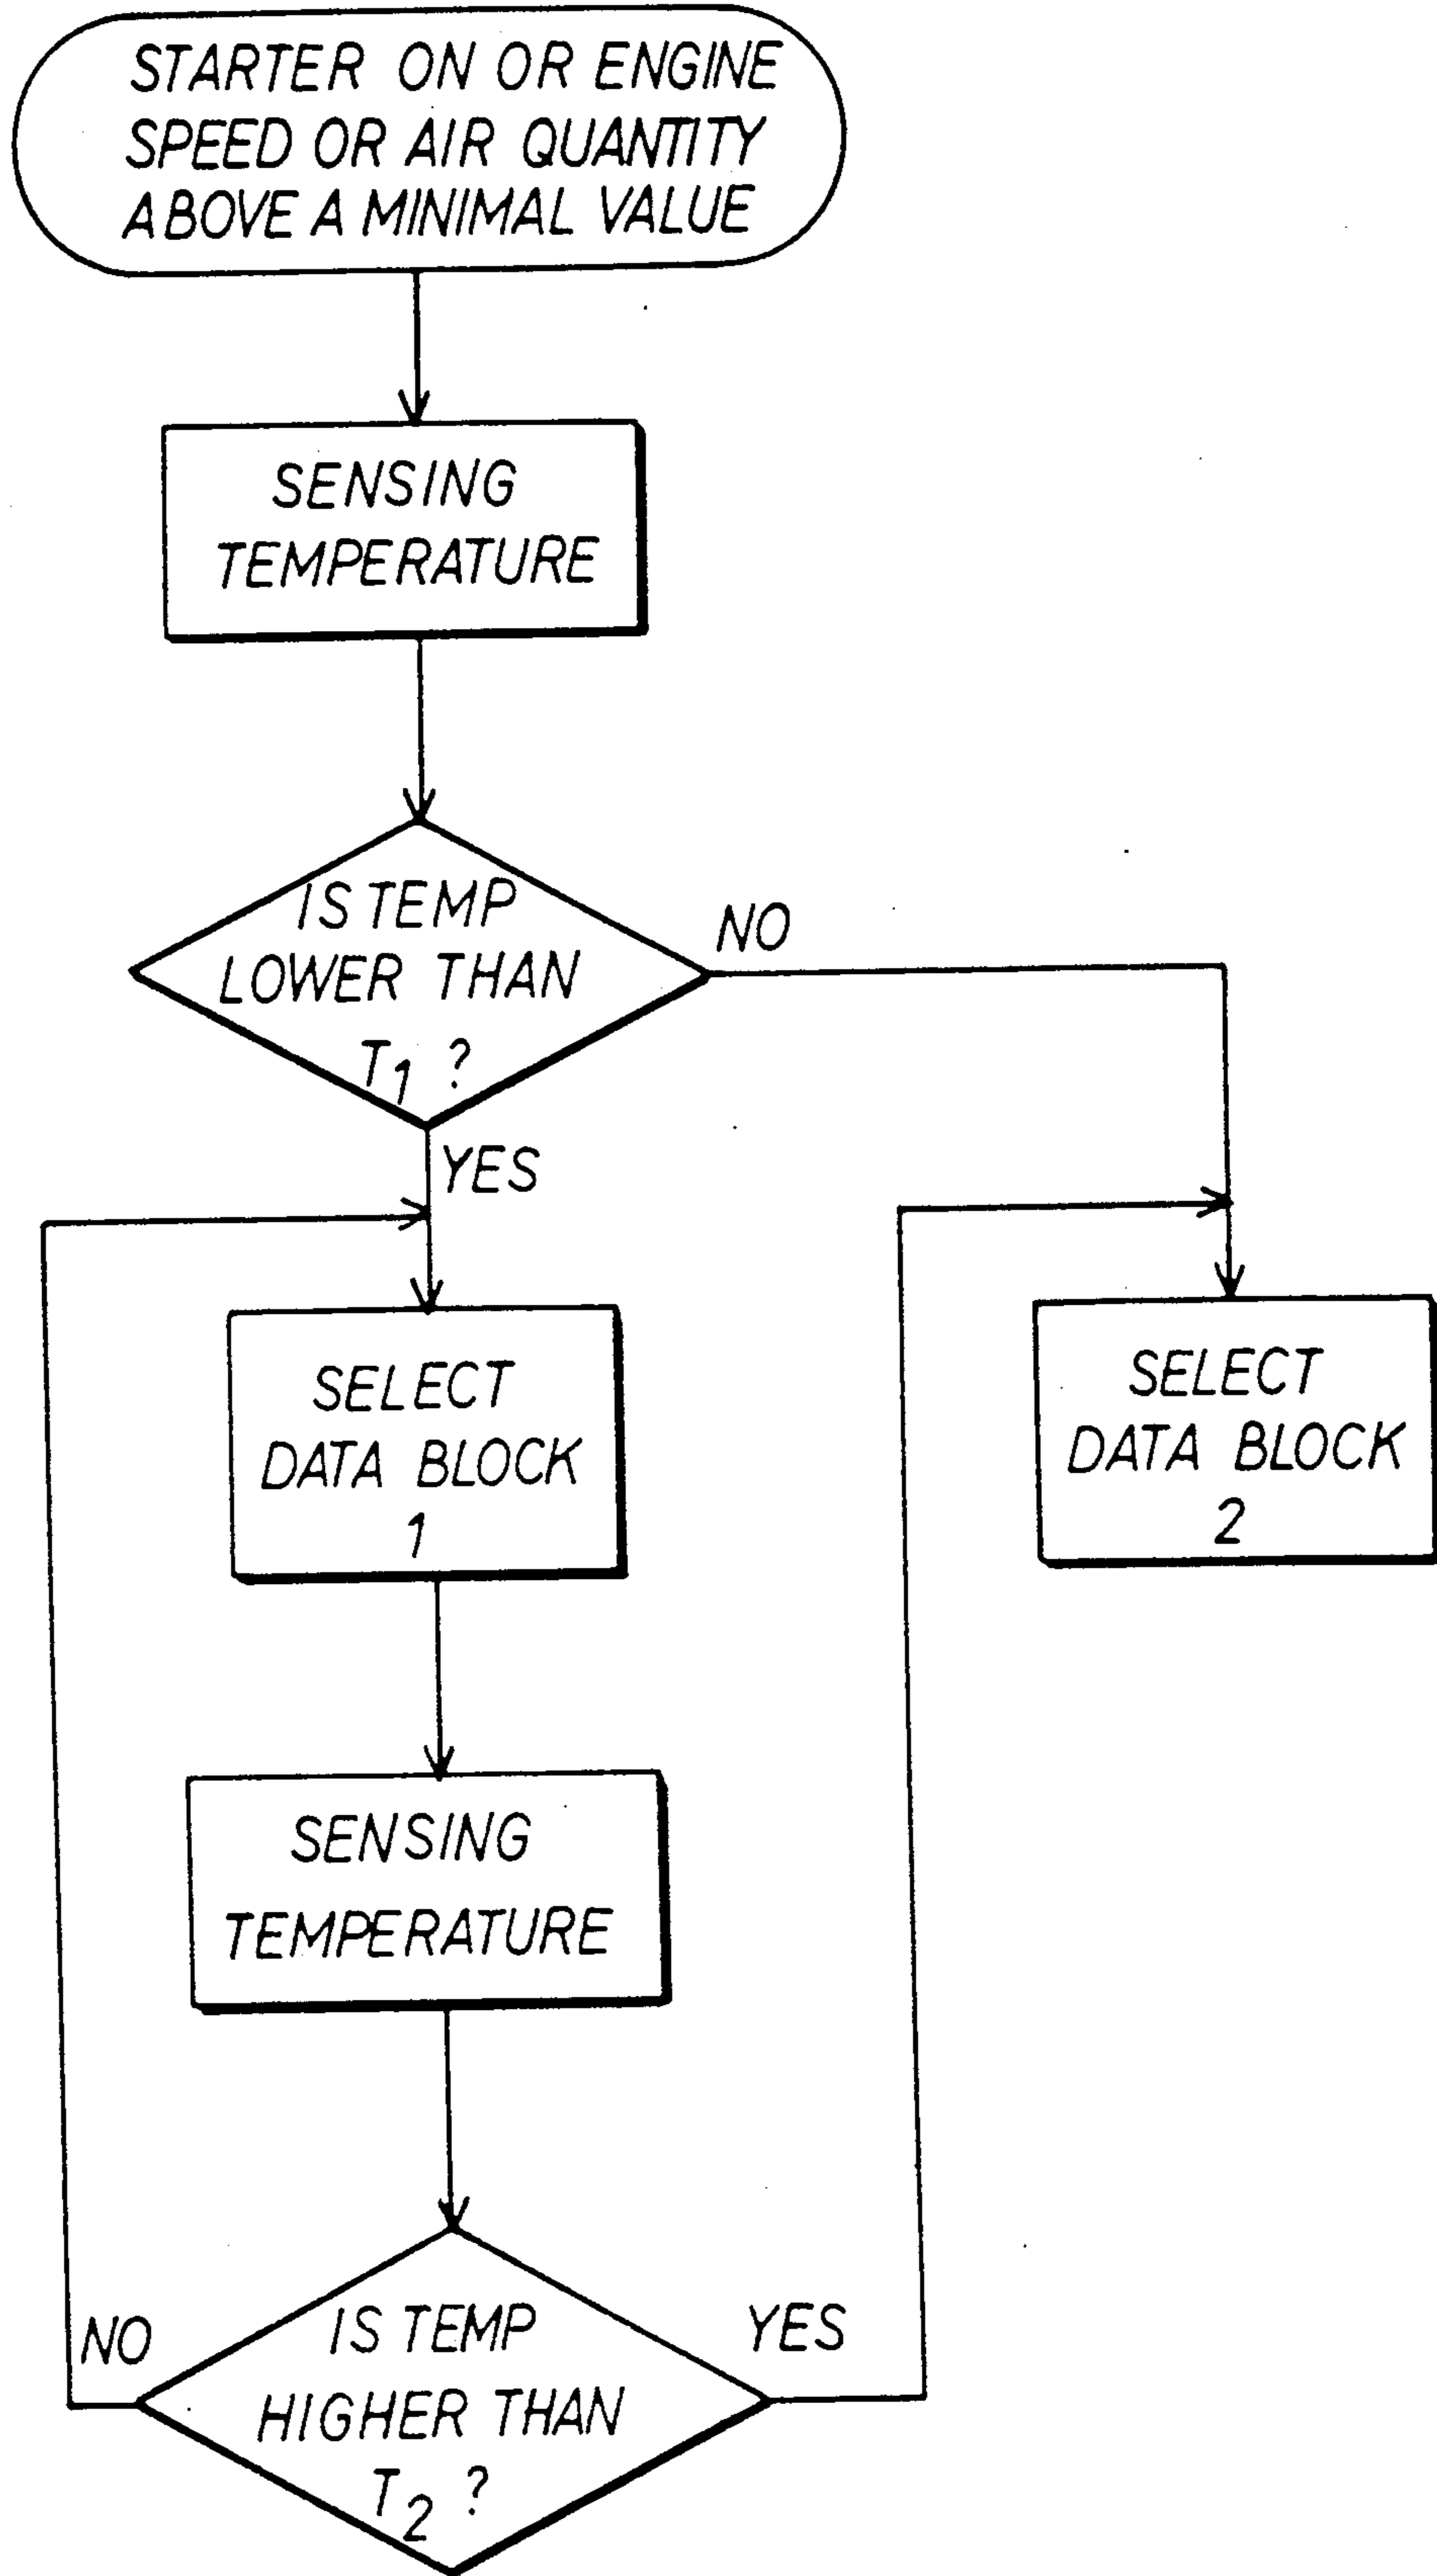 STARTER ON OR ENGINE
SPEED OR AIR QUANTITY
ABOVE A MINIMAL VALUE
SENSING
TEMPERATURE
IS TEMP
LOWER THAN
T1 ?
NO
YES
SELECT
DATA BLOCK
1
SELECT
DATA BLOCK
2
SENSING
TEMPERATURE
IS TEMP
HIGHER THAN
T2 ?
NO
YES